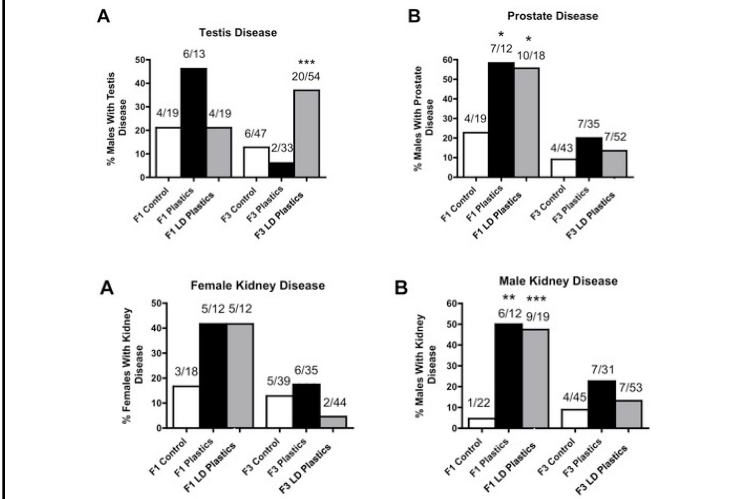 A
Testis Disease
% Males With Testis
Disease
50
40
30
20
10
0
4/19
6/13
4/19
6/47
2/33
***
20/54
F1 Control
F1 Plastics
F1 LD Plastics
F3 Control
F3 Plastics
F3 LD Plastics
B
Prostate Disease
% Males With Prostate
Disease
60
50
40
30
20
10
0
4/19
*
7/12
*
10/18
4/43
7/35
7/52
F1 Control
F1 Plastics
F1 LD Plastics
F3 Control
F3 Plastics
F3 LD Plastics
A
Female Kidney Disease
% Females With Kidney
Disease
50
40
30
20
10
0
3/18
5/12
5/12
5/39
6/35
2/44
F1 Control
F1 Plastics
F1 LD Plastics
F3 Control
F3 Plastics
F3 LD Plastics
B
Male Kidney Disease
% Males With Kidney
Disease
60
50
40
30
20
10
0
1/22
**
6/12
***
9/19
4/45
7/31
7/53
F1 Control
F1 Plastics
F1 LD Plastics
F3 Control
F3 Plastics
F3 LD Plastics